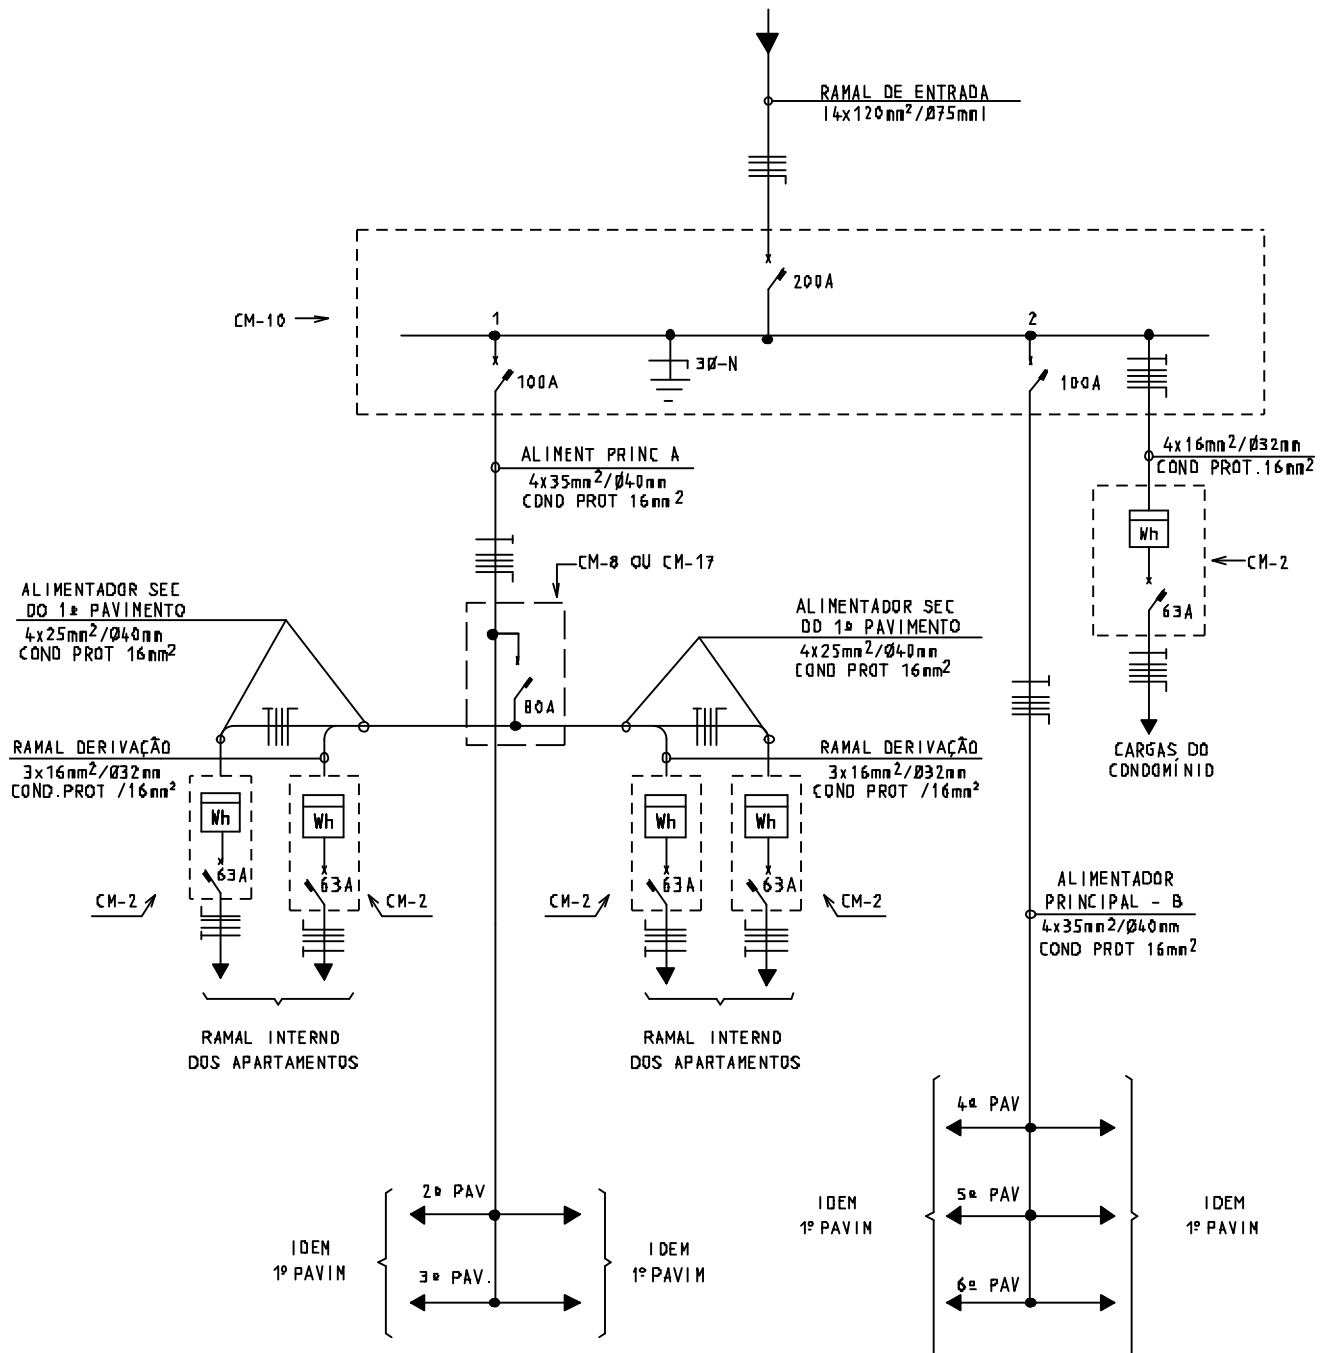 RAMAL DE ENTRADA
(4x120mm²/Ø75mm)
200A
CM-10
1
2
3Ø-N
100A
100A
ALIMENT PRINC A
4x35mm²/Ø40mm
COND PROT 16mm²
4x16mm²/Ø32mm
COND PROT.16mm²
Wh
CM-2
63A
CM-8 OU CM-17
ALIMENTADOR SEC
DO 1º PAVIMENTO
4x25mm²/Ø40mm
COND PROT 16mm²
ALIMENTADOR SEC
DO 1º PAVIMENTO
4x25mm²/Ø40mm
COND PROT 16mm²
80A
CARGAS DO
CONDOMÍNIO
RAMAL DERIVAÇÃO
3x16mm²/Ø32mm
COND.PROT /16mm²
RAMAL DERIVAÇÃO
3x16mm²/Ø32mm
COND PROT /16mm²
Wh
Wh
Wh
Wh
63A
63A
63A
63A
CM-2
CM-2
CM-2
CM-2
ALIMENTADOR
PRINCIPAL - B
4x35mm²/Ø40mm
COND PROT 16mm²
RAMAL INTERNO
DOS APARTAMENTOS
RAMAL INTERNO
DOS APARTAMENTOS
4º PAV
5º PAV
6º PAV
IDEM
1º PAVIM
IDEM
1º PAVIM
2º PAV
3º PAV.
IDEM
1º PAVIM
IDEM
1º PAVIM